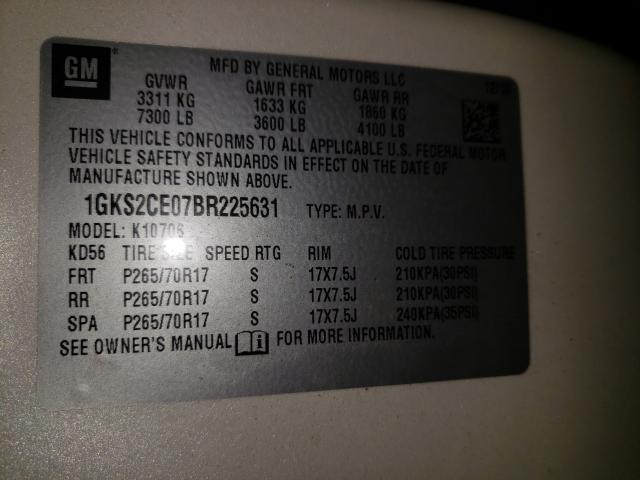 GM
MFD BY GENERAL MOTORS LLC
GVWR GAWR FRT GAWR RR
3311 KG 1633 KG 1860 KG
7300 LB 3600 LB 4100 LB
THIS VEHICLE CONFORMS TO ALL APPLICABLE U.S. FEDERAL MOTOR
VEHICLE SAFETY STANDARDS IN EFFECT ON THE DATE OF
MANUFACTURE SHOWN ABOVE.
1GKS2CE07BR225631 TYPE: M.P.V.
MODEL: K10706
KD56 TIRE SIZE SPEED RTG RIM COLD TIRE PRESSURE
FRT P265/70R17 S 17X7.5J 210KPA(30PSI)
RR P265/70R17 S 17X7.5J 210KPA(30PSI)
SPA P265/70R17 S 17X7.5J 240KPA(35PSI)
SEE OWNER'S MANUAL FOR MORE INFORMATION.